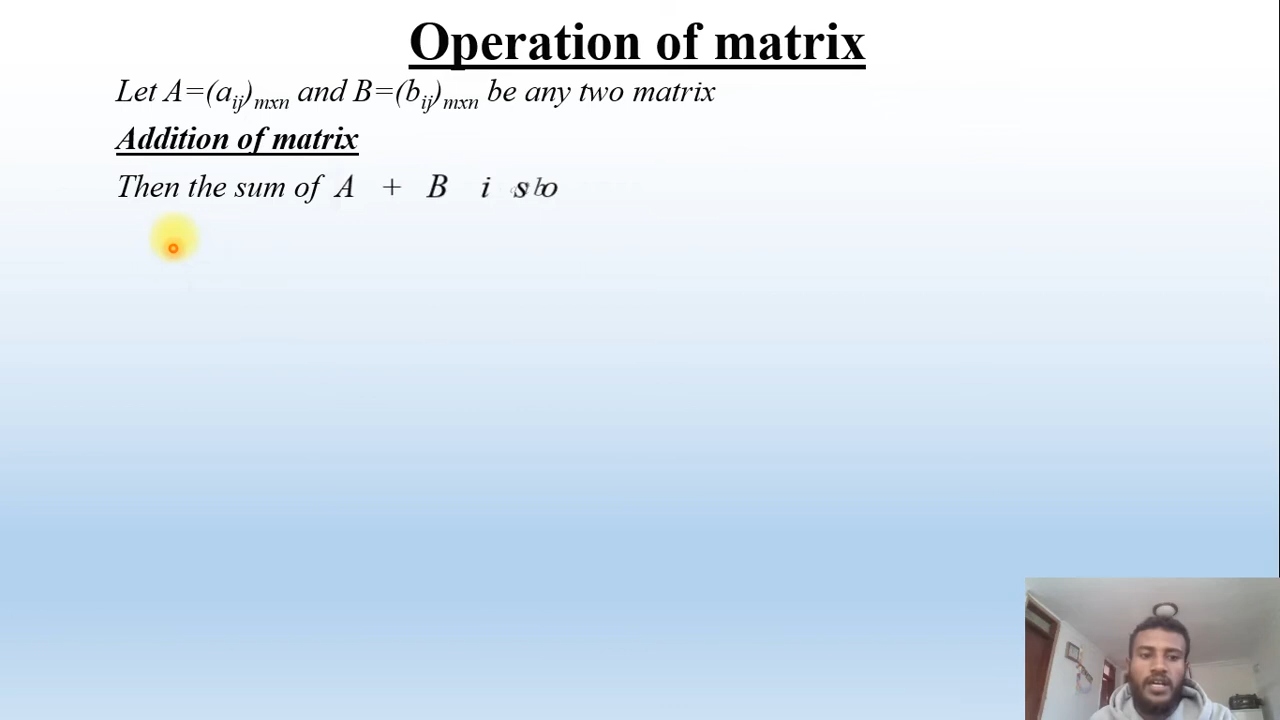 Operation of matrix
Let A=(aij)mxn and B=(bij)mxn be any two matrix
Addition of matrix
Then the sum of A + B i s